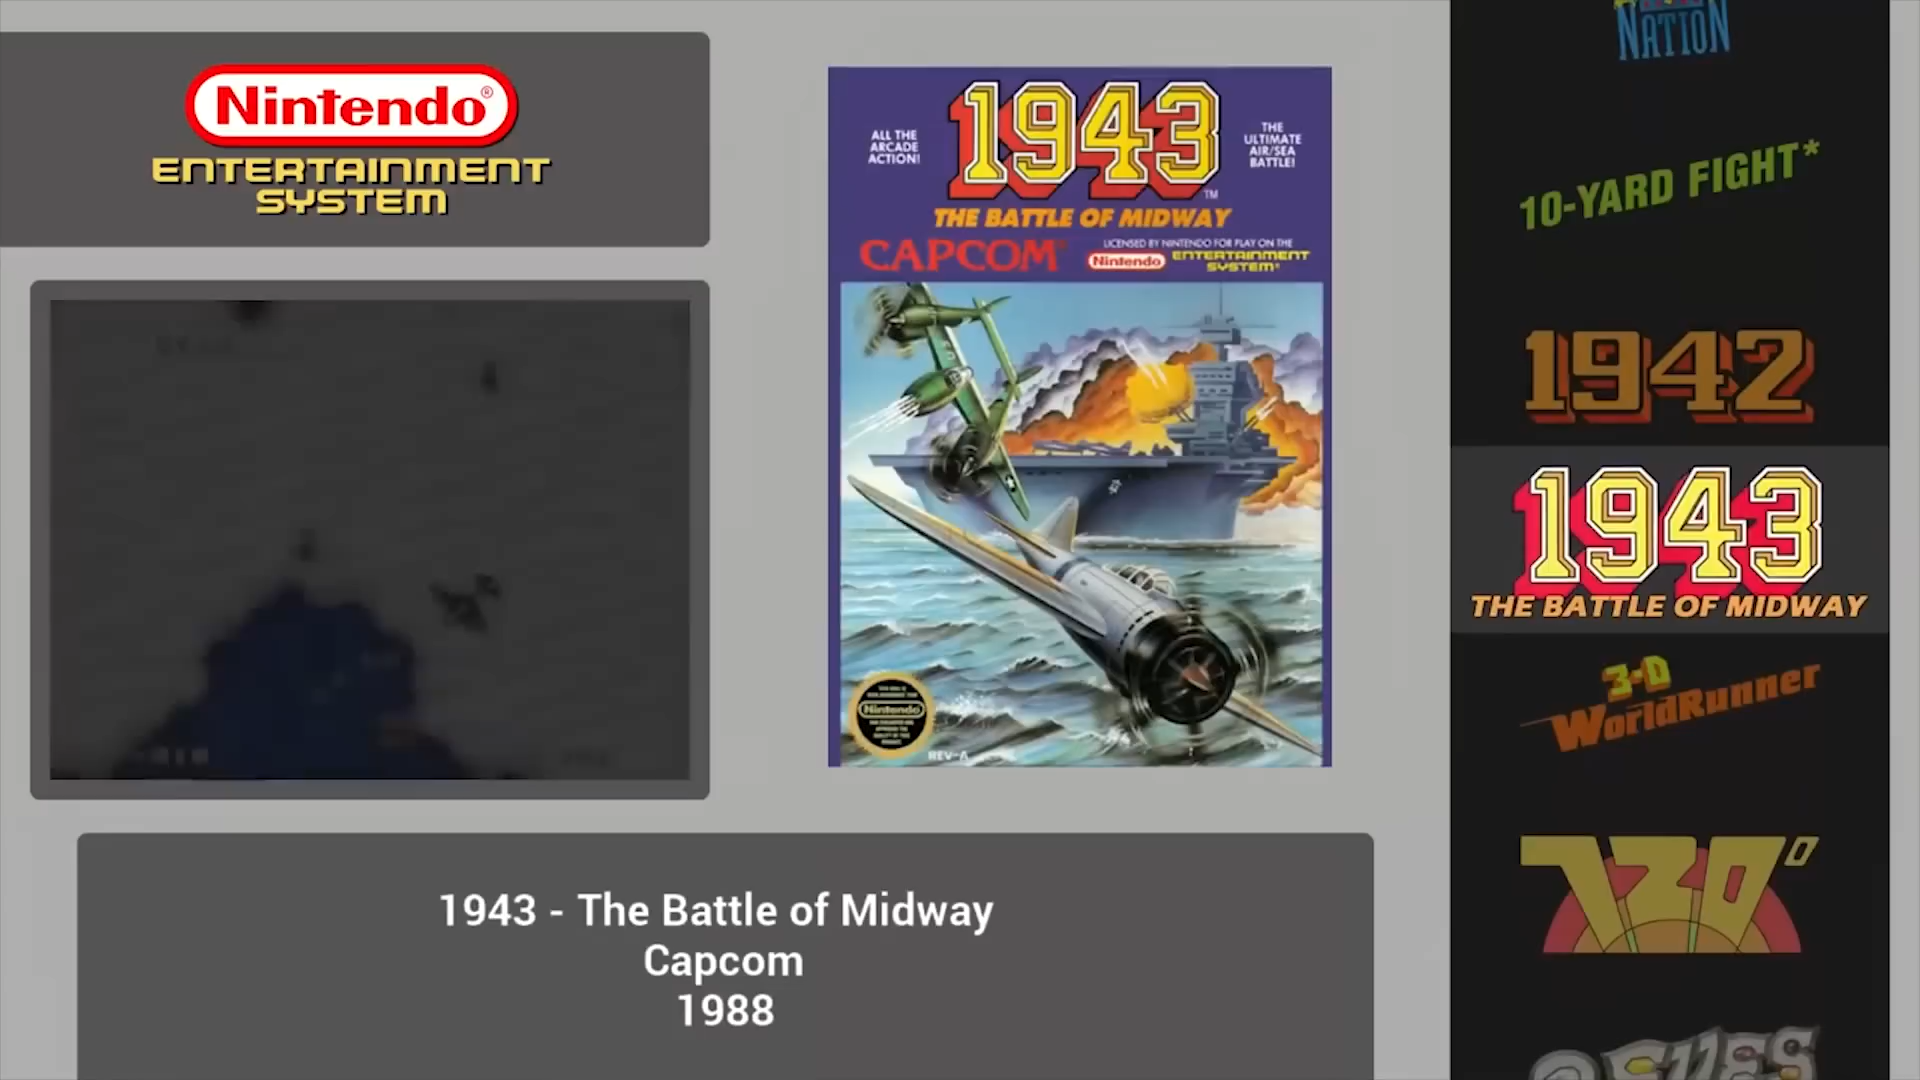 Nintendo®
ENTERTAINMENT
SYSTEM
ALL THE
ARCADE
ACTION!
1943
TM
THE
ULTIMATE
AIR/SEA
BATTLE!
THE BATTLE OF MIDWAY
CAPCOM
LICENSED BY NINTENDO FOR PLAY ON THE
Nintendo
ENTERTAINMENT
SYSTEM
Nintendo
REV-A
1943 - The Battle of Midway
Capcom
1988
NATION
10-YARD FIGHT*
1942
1943
THE BATTLE OF MIDWAY
3-D
WorldRunner
720°